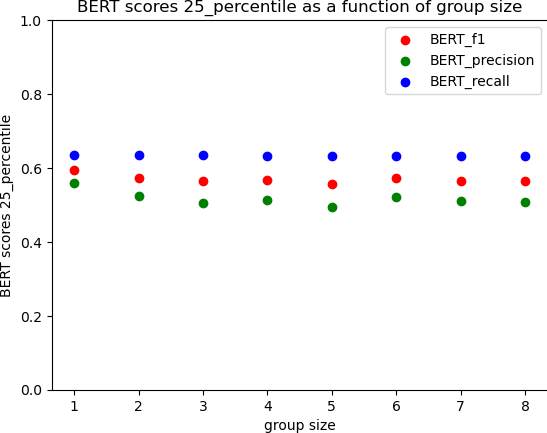 BERT scores 25_percentile as a function of group size
BERT_f1
BERT_precision
BERT_recall
BERT scores 25_percentile
1.0
0.8
0.6
0.4
0.2
0.0
1 2 3 4 5 6 7 8
group size